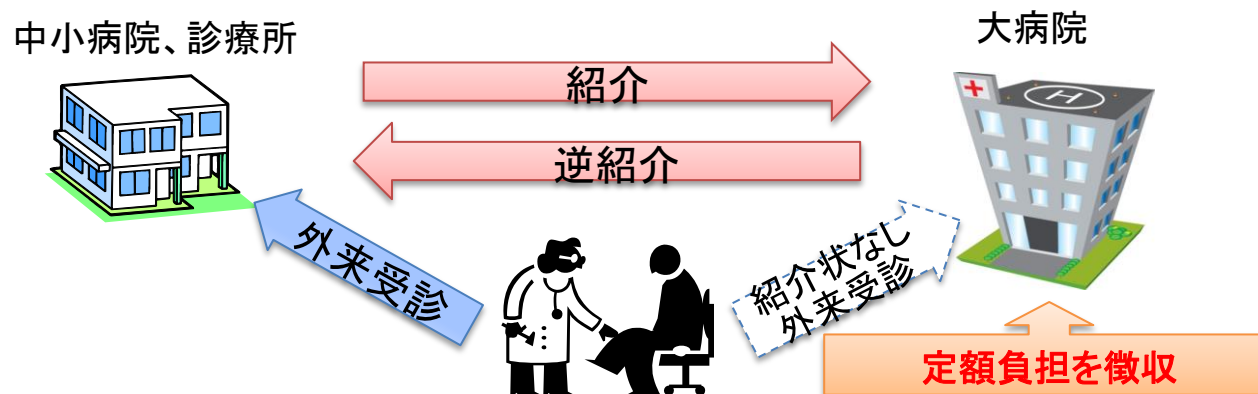 中小病院、診療所
大病院
紹介
逆紹介
外来受診
紹介状なし
外来受診
定額負担を徴収
H